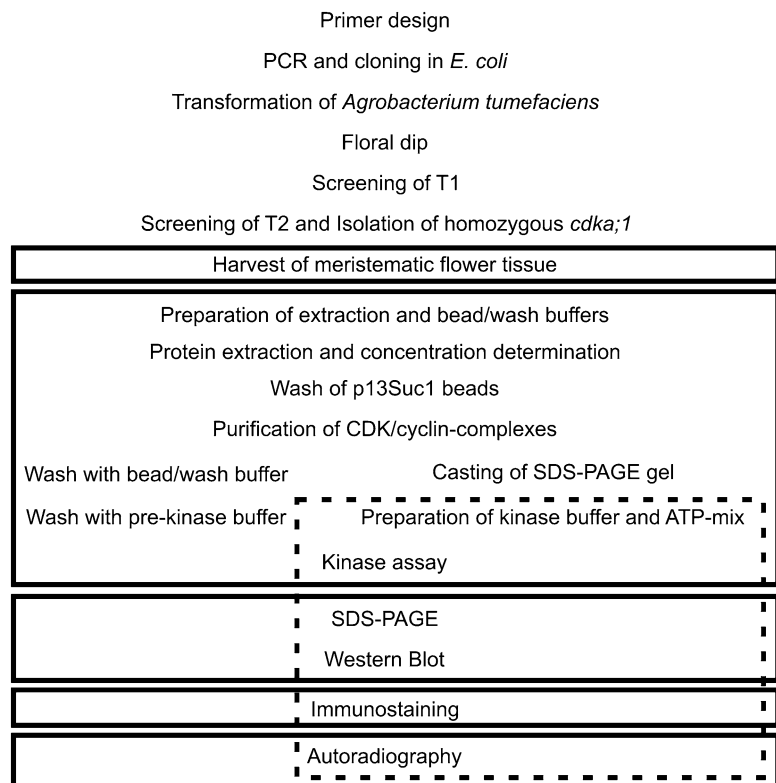 Primer design
PCR and cloning in E. coli
Transformation of Agrobacterium tumefaciens
Floral dip
Screening of T1
Screening of T2 and Isolation of homozygous cdka;1
Harvest of meristematic flower tissue
Preparation of extraction and bead/wash buffers
Protein extraction and concentration determination
Wash of p13Suc1 beads
Purification of CDK/cyclin-complexes
Wash with bead/wash buffer
Casting of SDS-PAGE gel
Wash with pre-kinase buffer
Preparation of kinase buffer and ATP-mix
Kinase assay
SDS-PAGE
Western Blot
Immunostaining
Autoradiography